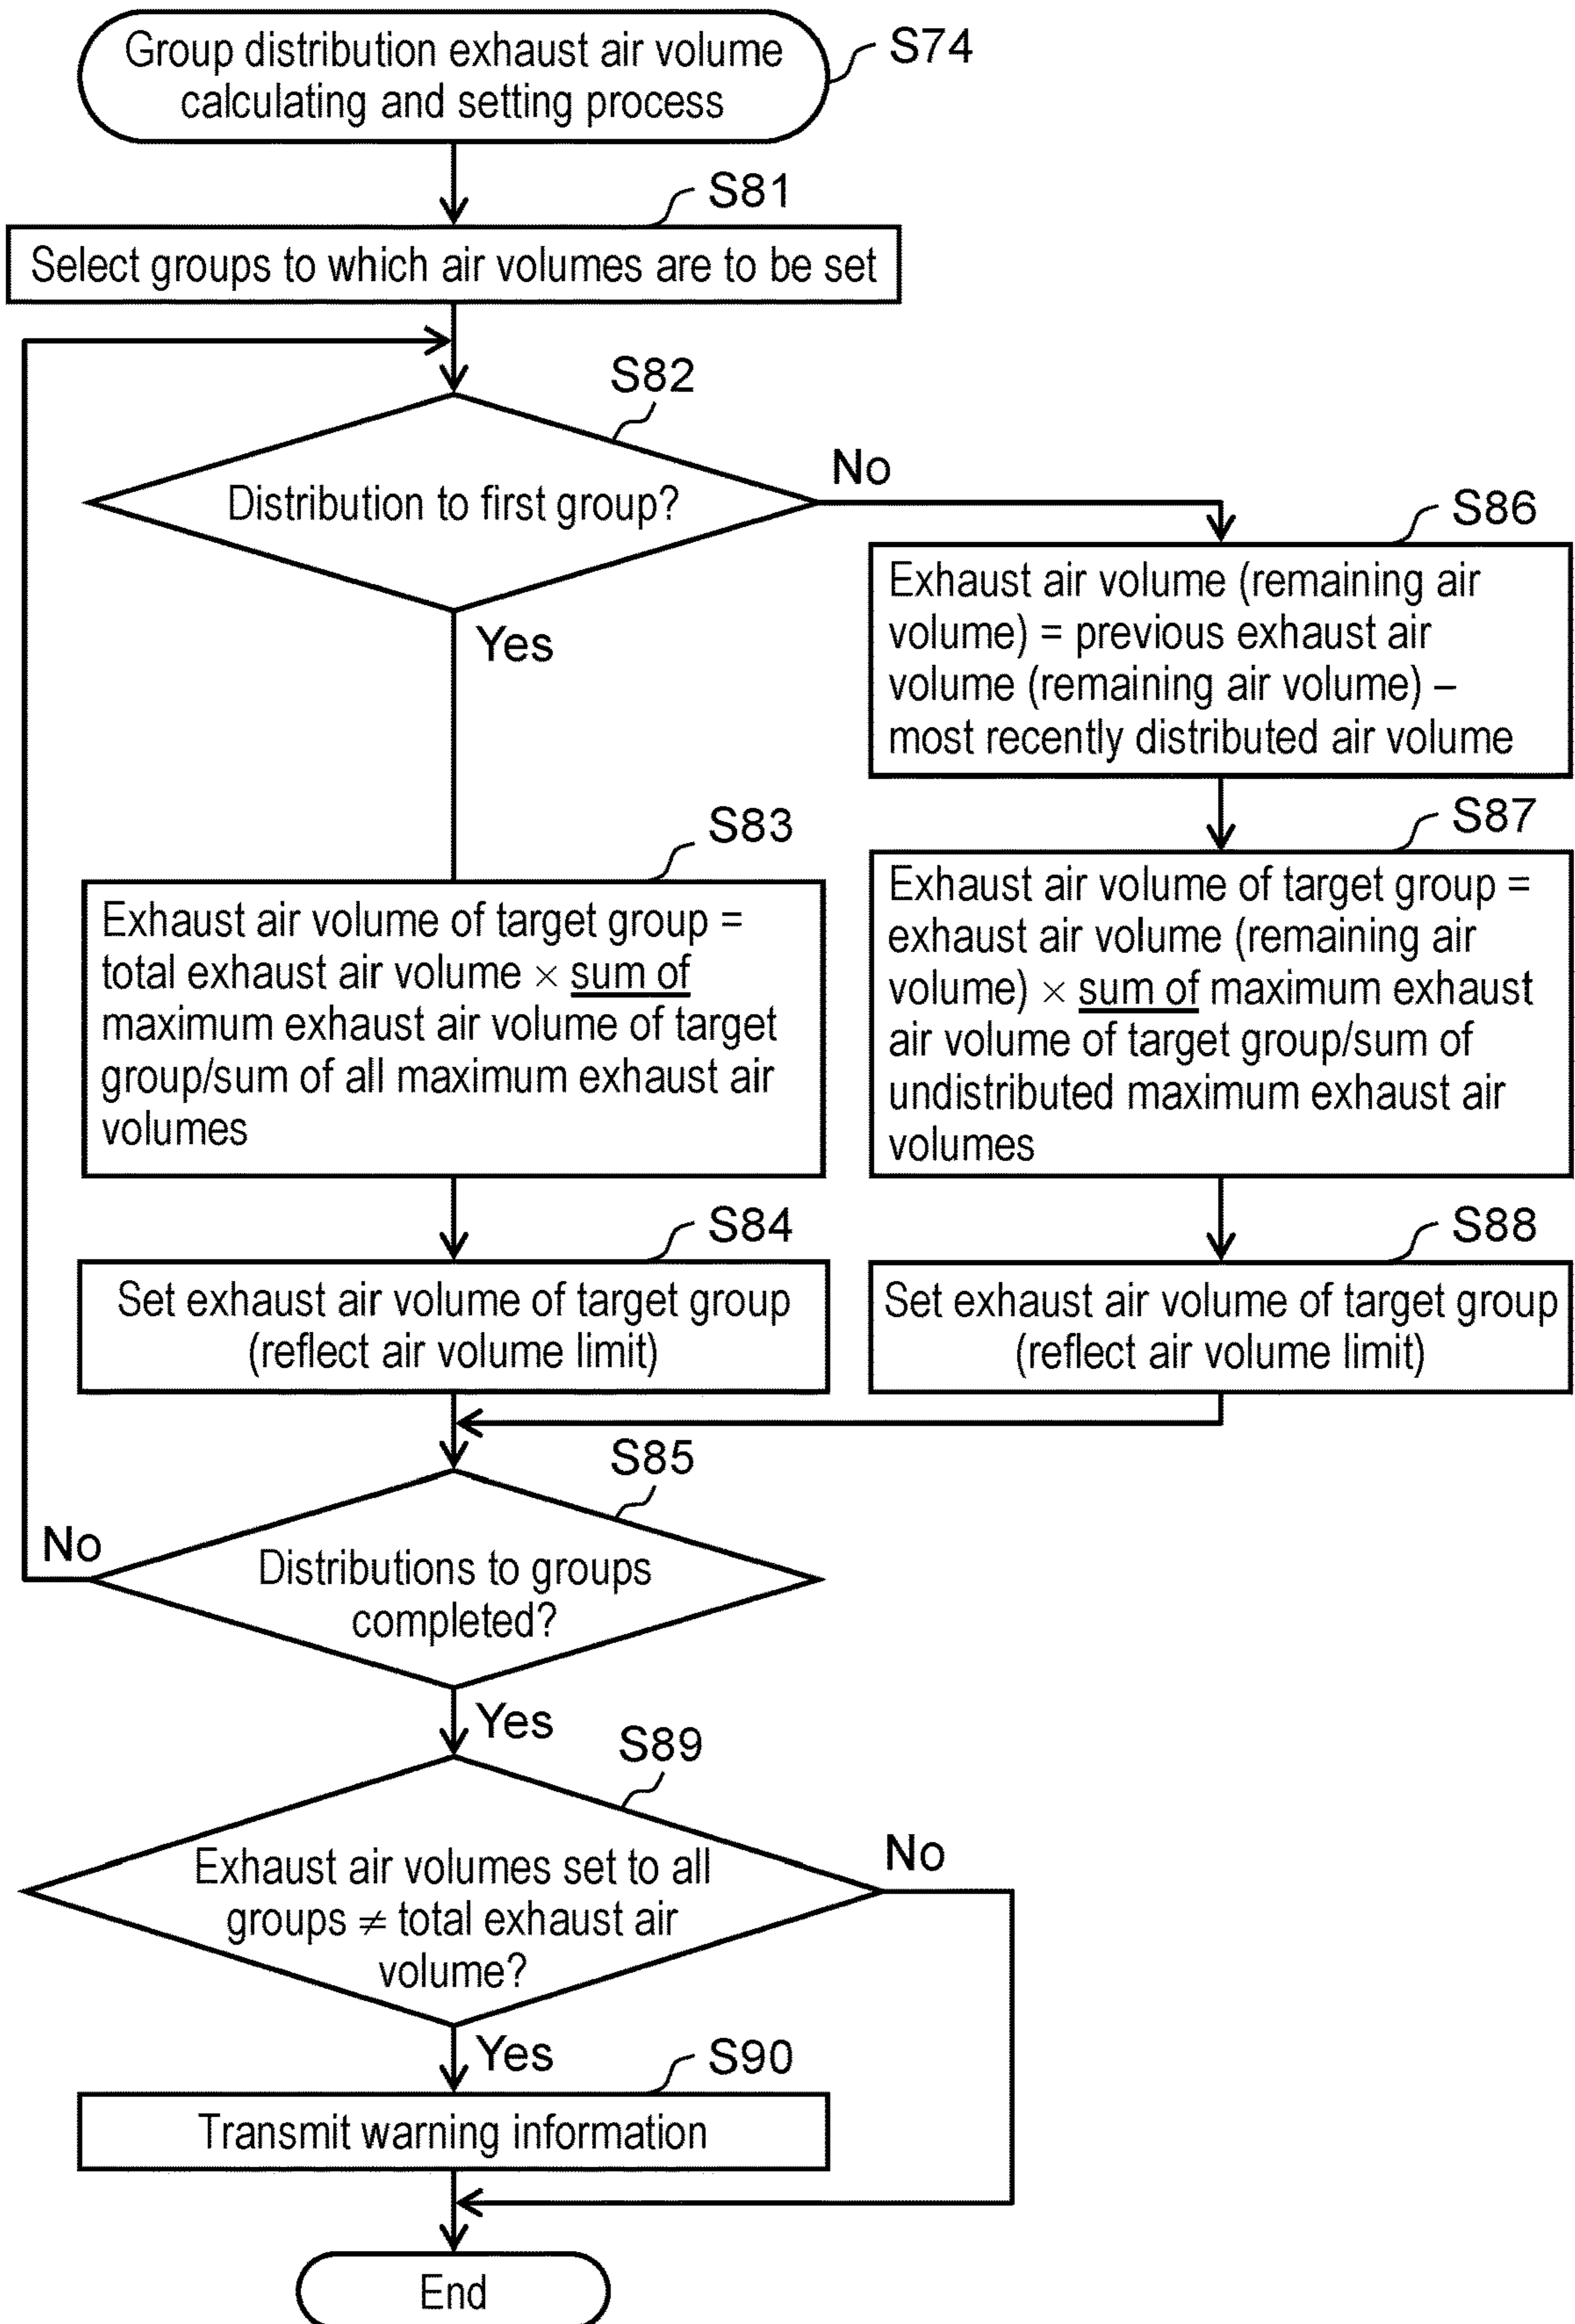 Group distribution exhaust air volume
calculating and setting process
S74
S81
Select groups to which air volumes are to be set
S82
Distribution to first group?
No
Yes
S86
Exhaust air volume (remaining air
volume) = previous exhaust air
volume (remaining air volume) –
most recently distributed air volume
S83
Exhaust air volume of target group =
total exhaust air volume × sum of
maximum exhaust air volume of target
group/sum of all maximum exhaust air
volumes
S87
Exhaust air volume of target group =
exhaust air volume (remaining air
volume) × sum of maximum exhaust
air volume of target group/sum of
undistributed maximum exhaust air
volumes
S84
Set exhaust air volume of target group
(reflect air volume limit)
S88
Set exhaust air volume of target group
(reflect air volume limit)
S85
No
Distributions to groups
completed?
Yes
S89
Exhaust air volumes set to all
groups ≠ total exhaust air
volume?
No
Yes
S90
Transmit warning information
End